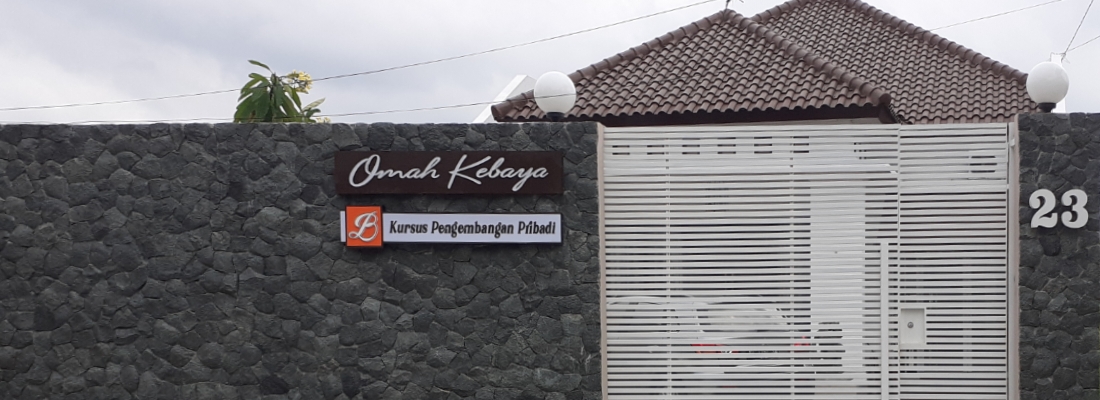 Omah Kebaya
B Kursus Pengembangan Pribadi
23